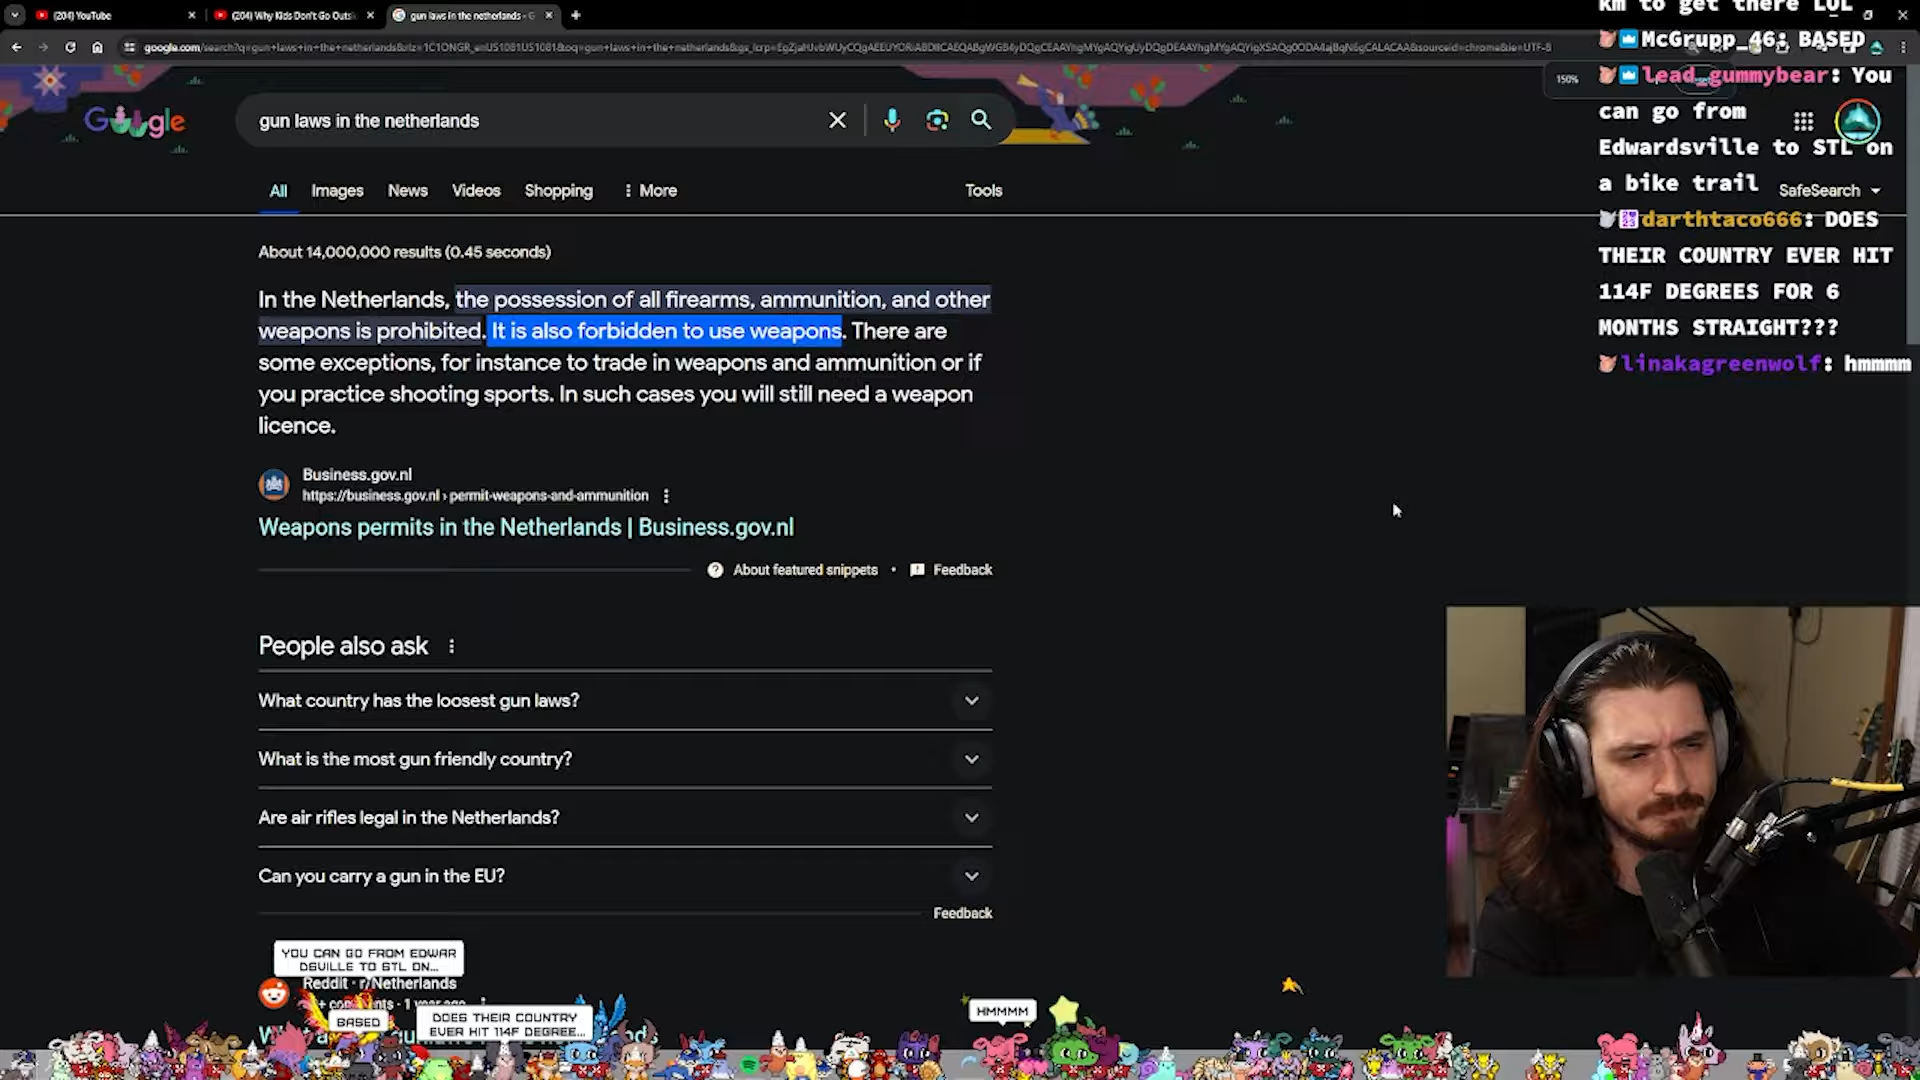 (204) YouTube
(204) Why Kids Don't Go Outs
gun laws in the netherlands - G
150%
Google
gun laws in the netherlands
All
Images
News
Videos
Shopping
More
Tools
SafeSearch
About 14,000,000 results (0.45 seconds)
In the Netherlands, the possession of all firearms, ammunition, and other
weapons is prohibited. It is also forbidden to use weapons. There are
some exceptions, for instance to trade in weapons and ammunition or if
you practice shooting sports. In such cases you will still need a weapon
licence.
Business.gov.nl
https://business.gov.nl › permit-weapons-and-ammunition
Weapons permits in the Netherlands | Business.gov.nl
About featured snippets
•
Feedback
People also ask
What country has the loosest gun laws?
What is the most gun friendly country?
Are air rifles legal in the Netherlands?
Can you carry a gun in the EU?
Feedback
Reddit · r/Netherlands
1 year ago
km to get there LOL
McGrupp_46: BASED
lead_gummybear: You
can go from
Edwardsville to STL on
a bike trail
darthtaco666: DOES
THEIR COUNTRY EVER HIT
114F DEGREES FOR 6
MONTHS STRAIGHT???
linakagreenwolf: hmmmm
YOU CAN GO FROM EDWAR
DSVILLE TO STL ON...
BASED
DOES THEIR COUNTRY
EVER HIT 114F DEGREE...
HMMMM